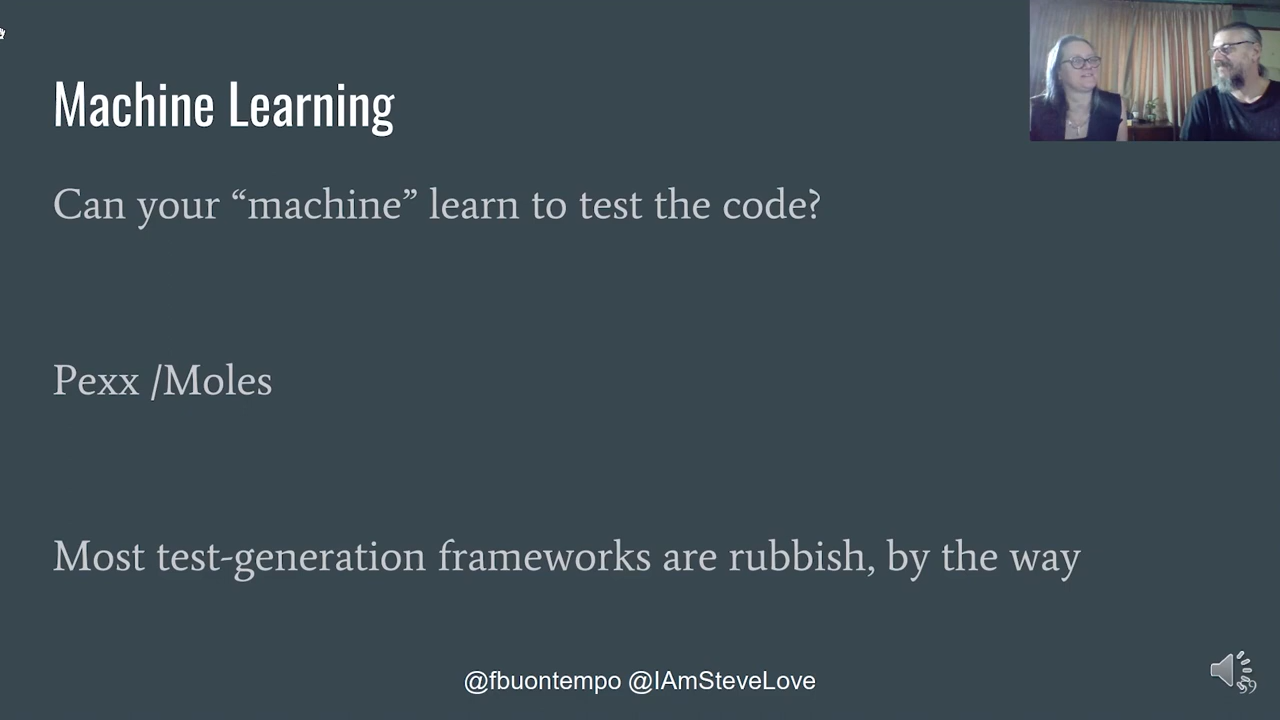 Machine Learning
Can your “machine” learn to test the code?
Pexx /Moles
Most test-generation frameworks are rubbish, by the way
@fbuontempo @IAmSteveLove
59